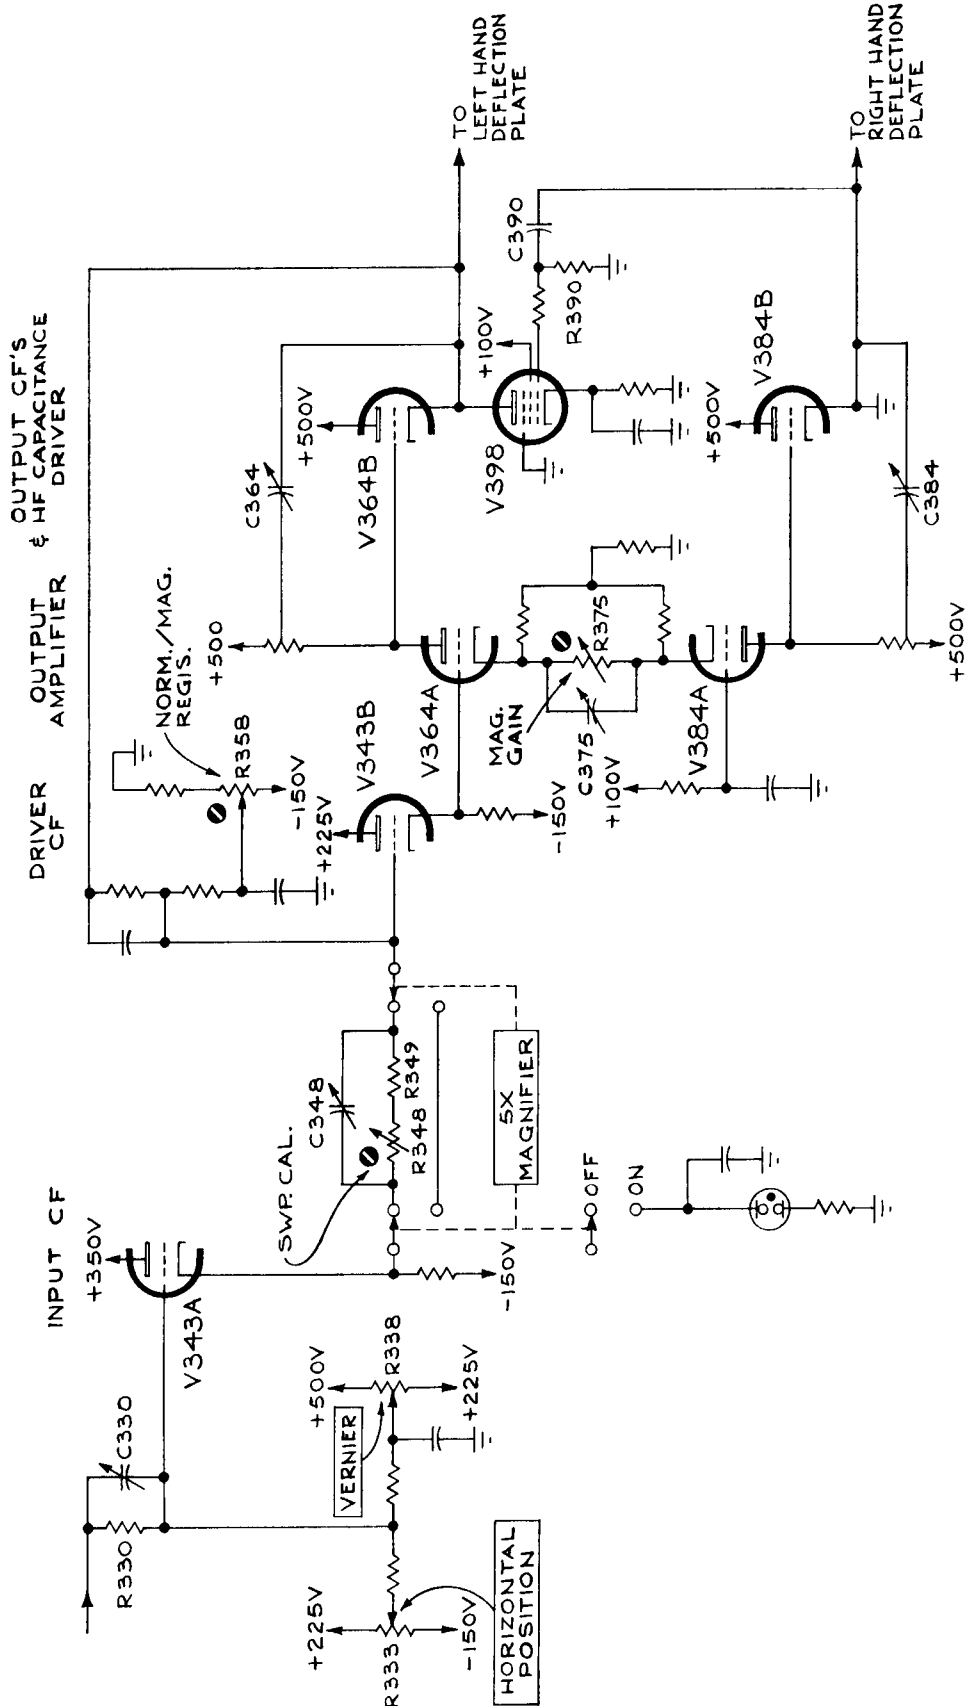 INPUT CF
DRIVER
CF
OUTPUT
AMPLIFIER
OUTPUT CF'S
& HF CAPACITANCE
DRIVER
R330
C330
V343A
+350V
+225V
R333
-150V
HORIZONTAL
POSITION
+500V
VERNIER
R338
+225V
-150V
SWP. CAL.
C348
R348
R349
5X
MAGNIFIER
OFF
ON
NORM./MAG.
REGIS.
R358
-150V
+225V
V343B
-150V
+500
V364A
MAG.
GAIN
C375
R375
+100V
V384A
+500V
C364
+500V
V364B
+100V
V398
R390
C390
+500V
V384B
C384
TO
LEFT HAND
DEFLECTION
PLATE
TO
RIGHT HAND
DEFLECTION
PLATE